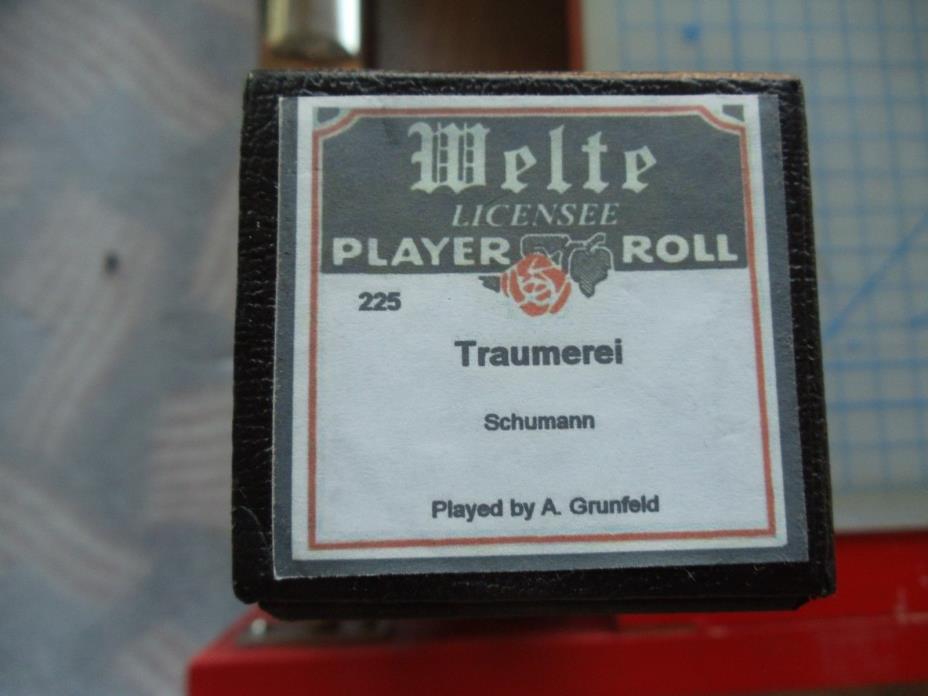 Welte
LICENSEE
PLAYER ROLL
225
Traumerei
Schumann
Played by A. Grunfeld